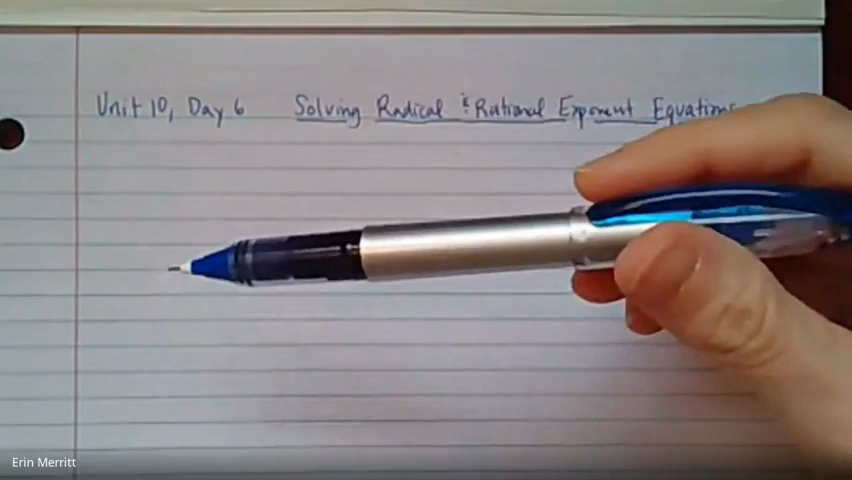 Unit 10, Day 6 Solving Radical & Rational Exponent Equations
Erin Merritt